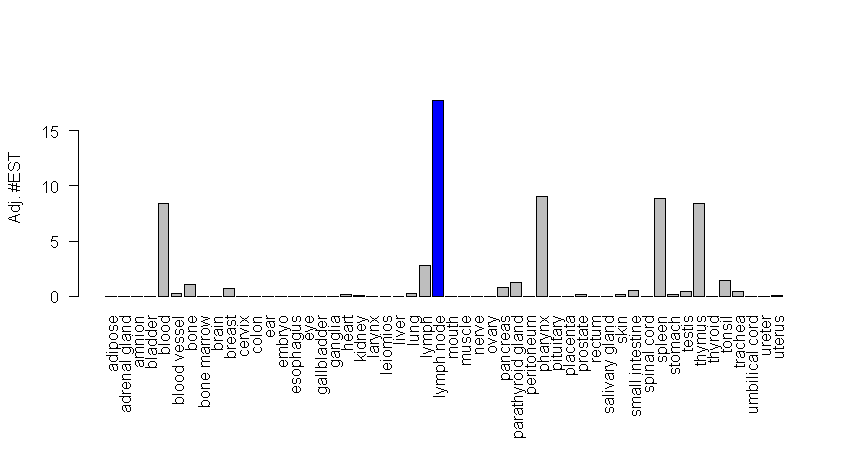 Adj. #EST
15
10
5
0
adipose
adrenal gland
amnion
bladder
blood
blood vessel
bone
bone marrow
brain
breast
cervix
colon
ear
embryo
esophagus
eye
gallbladder
ganglia
heart
kidney
larynx
leiomios
liver
lung
lymph
lymph node
mouth
muscle
nerve
ovary
pancreas
parathyroid gland
peritoneum
pharynx
pituitary
placenta
prostate
rectum
salivary gland
skin
small intestine
spinal cord
spleen
stomach
testis
thymus
thyroid
tonsil
trachea
umbilical cord
ureter
uterus